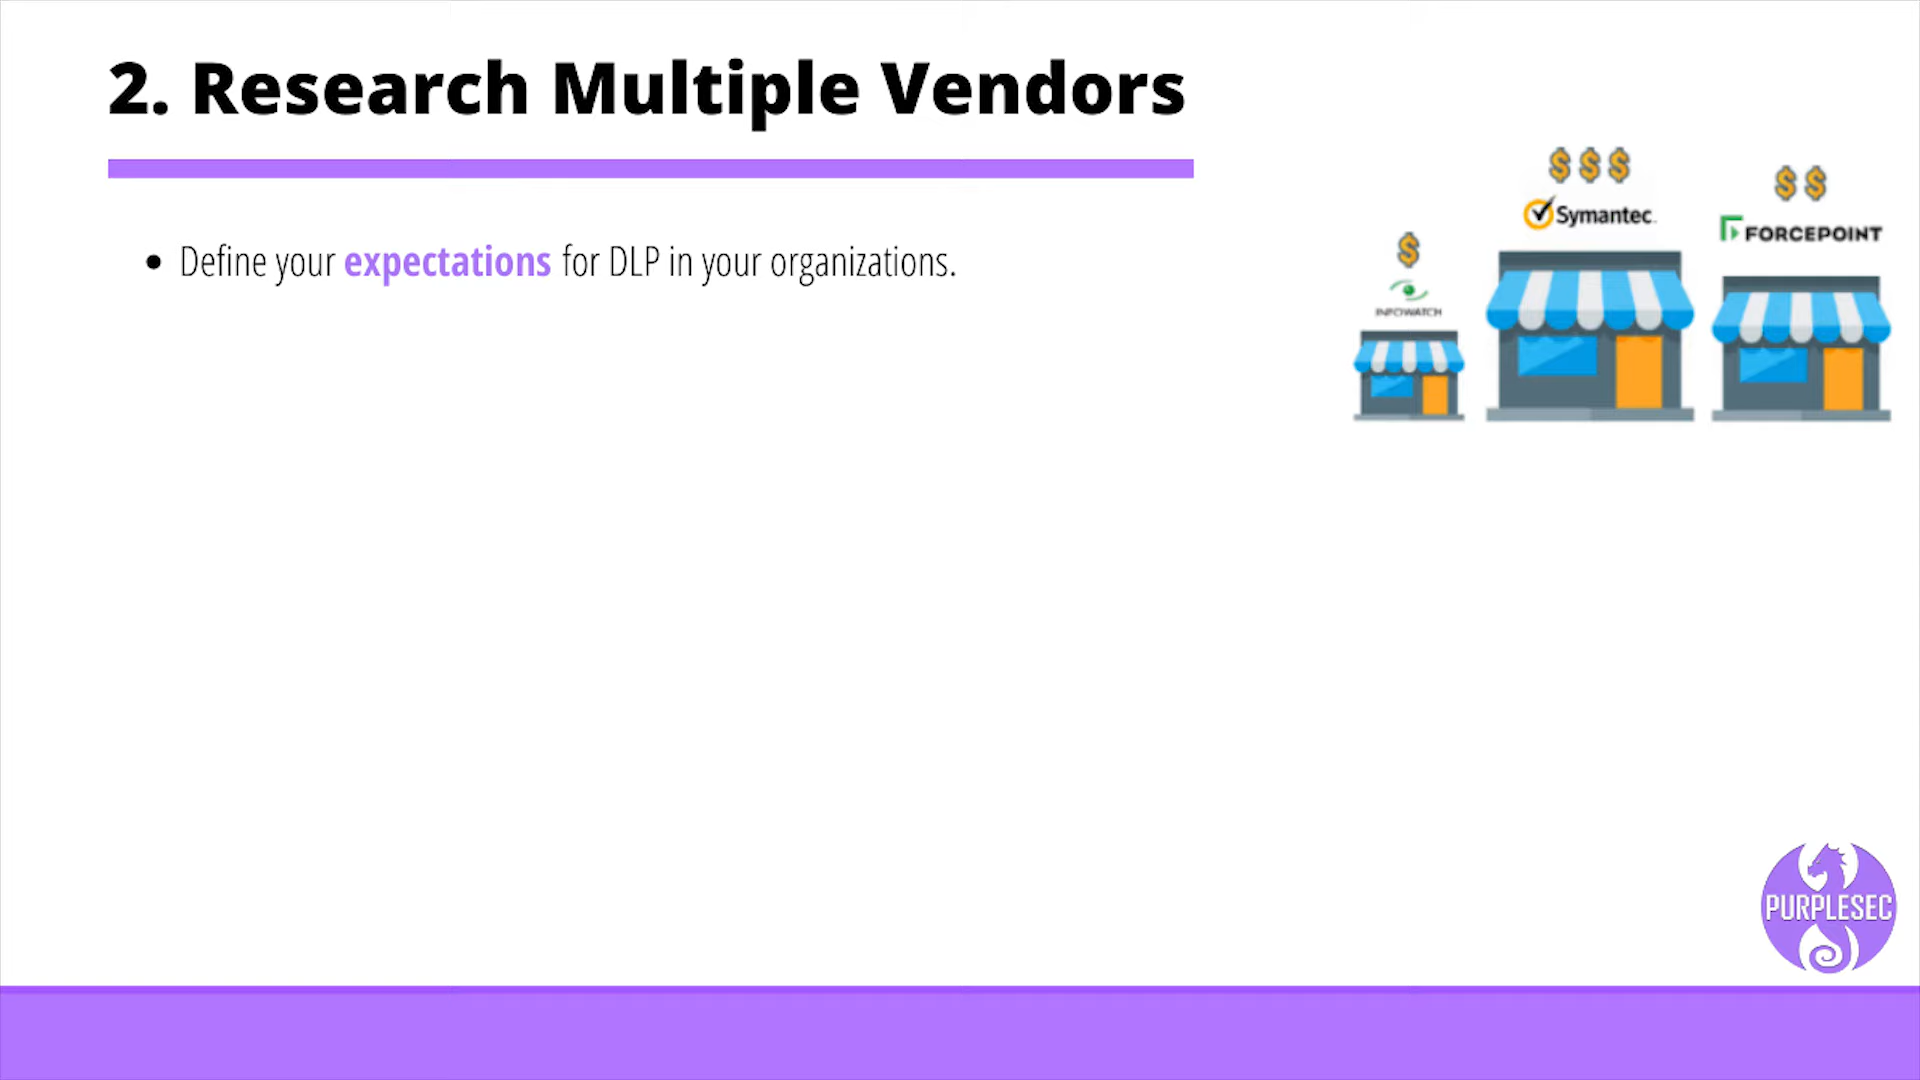 2. Research Multiple Vendors
• Define your expectations for DLP in your organizations.
$
INFOWATCH
$ $ $
Symantec.
$ $
FORCEPOINT
PURPLESEC